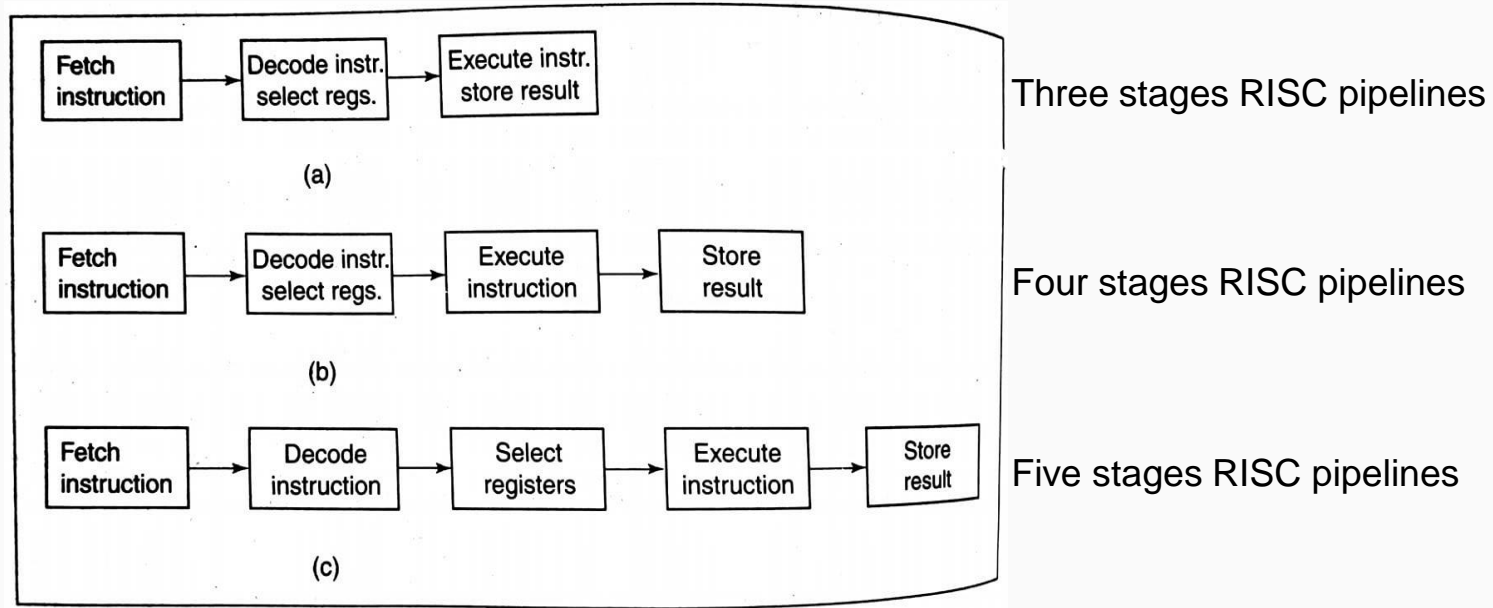 Fetch
instruction
Decode instr.
select regs.
Execute instr.
store result
Three stages RISC pipelines
(a)
Fetch
instruction
Decode instr.
select regs.
Execute
instruction
Store
result
Four stages RISC pipelines
(b)
Fetch
instruction
Decode
instruction
Select
registers
Execute
instruction
Store
result
Five stages RISC pipelines
(c)